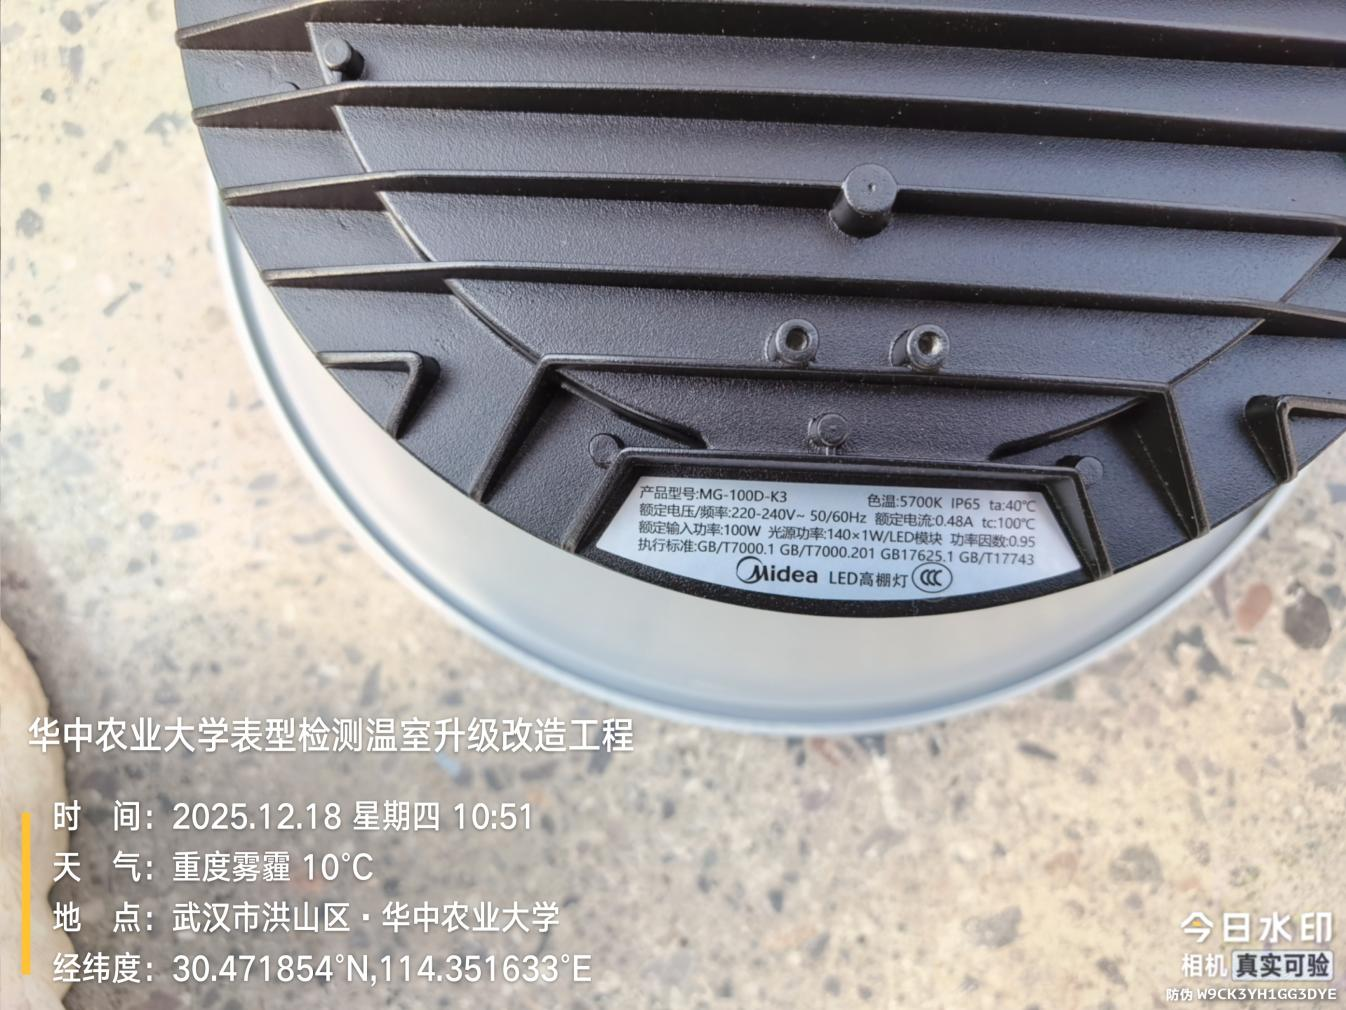 产品型号:MG-100D-K3 色温:5700K IP65 ta:40℃
额定电压/频率:220-240V~ 50/60Hz 额定电流:0.48A tc:100℃
额定输入功率:100W 光源功率:140×1W/LED模块 功率因数:0.95
执行标准:GB/T7000.1 GB/T7000.201 GB17625.1 GB/T17743
Midea LED高棚灯 CCC
华中农业大学表型检测温室升级改造工程
时 间: 2025.12.18 星期四 10:51
天 气: 重度雾霾 10°C
地 点: 武汉市洪山区·华中农业大学
经纬度: 30.471854°N,114.351633°E
今日水印
相机 真实可验
防伪 W9CK3YH1GG3DYE